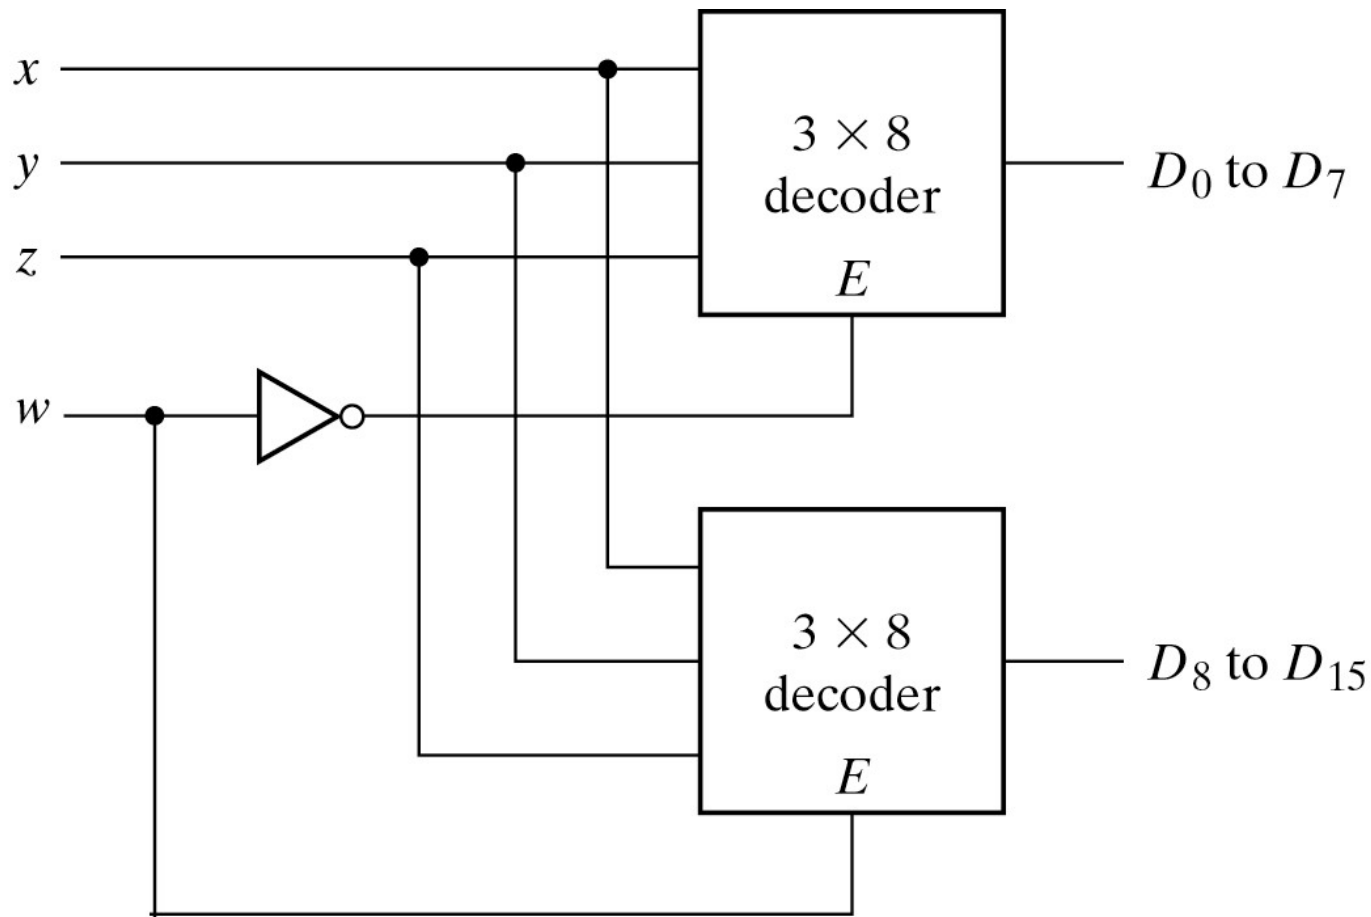 x
y
z
w
3 × 8
decoder
E
D₀ to D₇
3 × 8
decoder
E
D₈ to D₁₅